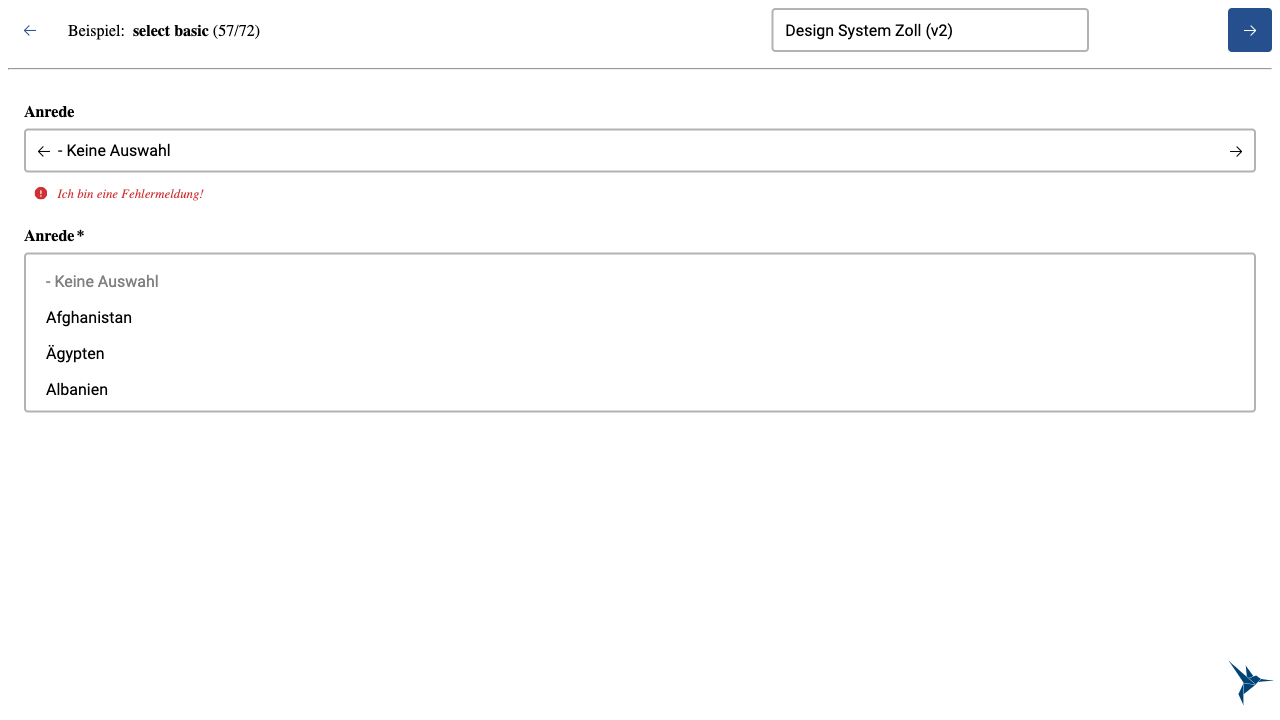 Beispiel: select basic (57/72)
Design System Zoll (v2)
Anrede
- Keine Auswahl
Ich bin eine Fehlermeldung!
Anrede*
- Keine Auswahl
Afghanistan
Ägypten
Albanien